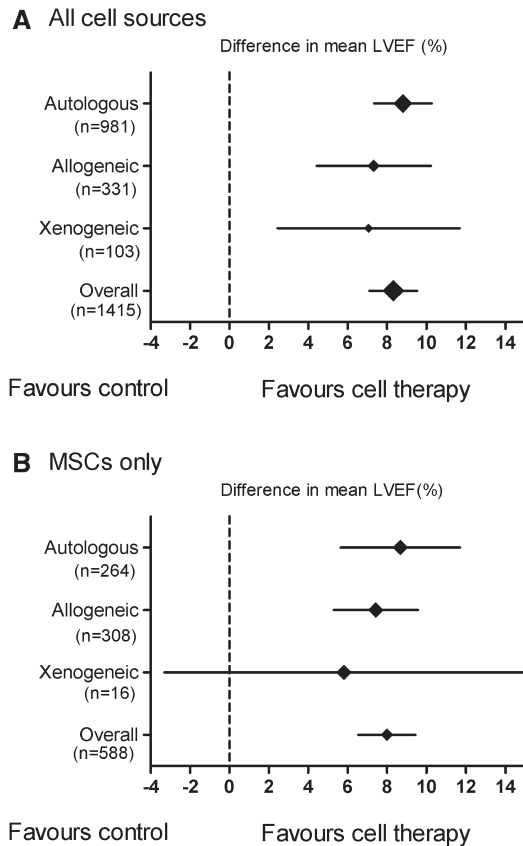 A All cell sources
Difference in mean LVEF (%)
Autologous
(n=981)
Allogeneic
(n=331)
Xenogeneic
(n=103)
Overall
(n=1415)
-4 -2 0 2 4 6 8 10 12 14
Favours control Favours cell therapy
B MSCs only
Difference in mean LVEF(%)
Autologous
(n=264)
Allogeneic
(n=308)
Xenogeneic
(n=16)
Overall
(n=588)
-4 -2 0 2 4 6 8 10 12 14
Favours control Favours cell therapy